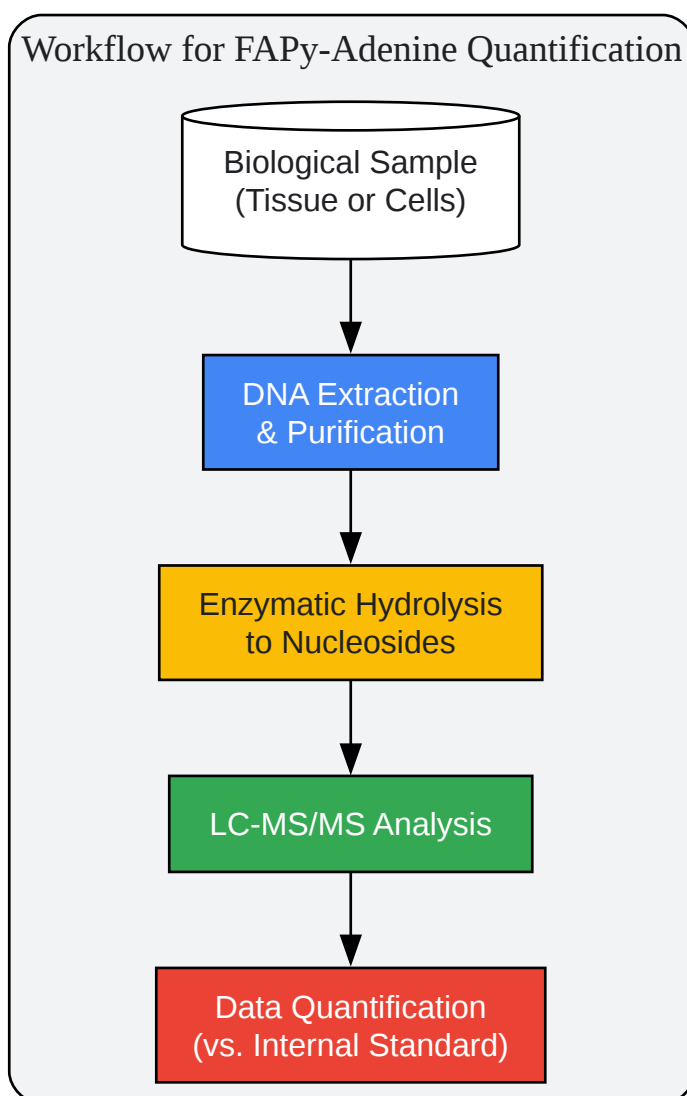 Workflow for FAPy-Adenine Quantification
Biological Sample
(Tissue or Cells)
DNA Extraction
& Purification
Enzymatic Hydrolysis
to Nucleosides
LC-MS/MS Analysis
Data Quantification
(vs. Internal Standard)